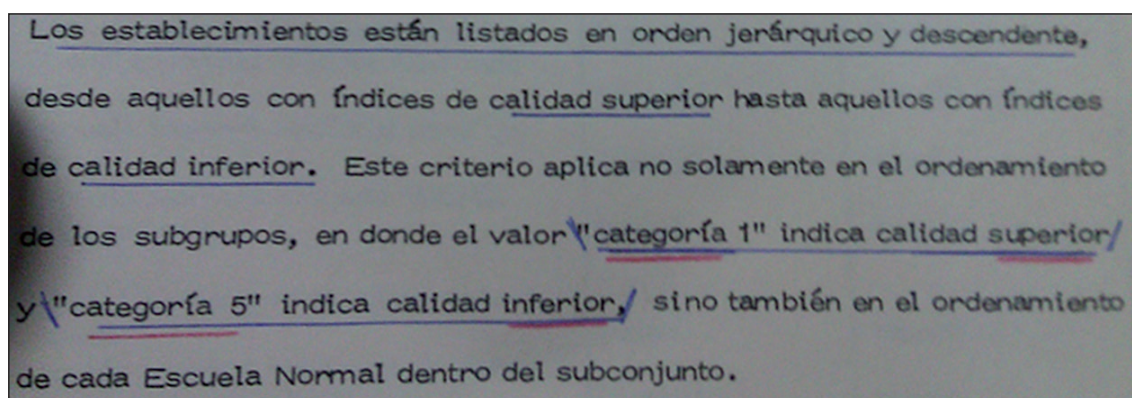 Los establecimientos están listados en orden jerárquico y descendente,
desde aquellos con índices de calidad superior hasta aquellos con índices
de calidad inferior. Este criterio aplica no solamente en el ordenamiento
de los subgrupos, en donde el valor "categoría 1" indica calidad superior
y "categoría 5" indica calidad inferior, sino también en el ordenamiento
de cada Escuela Normal dentro del subconjunto.